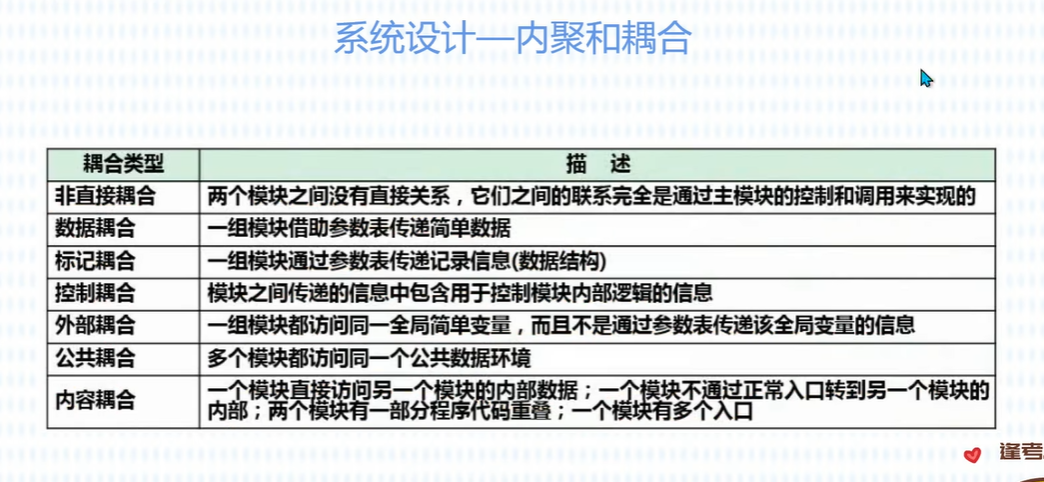 系统设计—内聚和耦合
耦合类型 描 述
非直接耦合 两个模块之间没有直接关系，它们之间的联系完全是通过主模块的控制和调用来实现的
数据耦合 一组模块借助参数表传递简单数据
标记耦合 一组模块通过参数表传递记录信息(数据结构)
控制耦合 模块之间传递的信息中包含用于控制模块内部逻辑的信息
外部耦合 一组模块都访问同一全局简单变量，而且不是通过参数表传递该全局变量的信息
公共耦合 多个模块都访问同一个公共数据环境
内容耦合 一个模块直接访问另一个模块的内部数据；一个模块不通过正常入口转到另一个模块的
内部；两个模块有一部分程序代码重叠；一个模块有多个入口
谨考